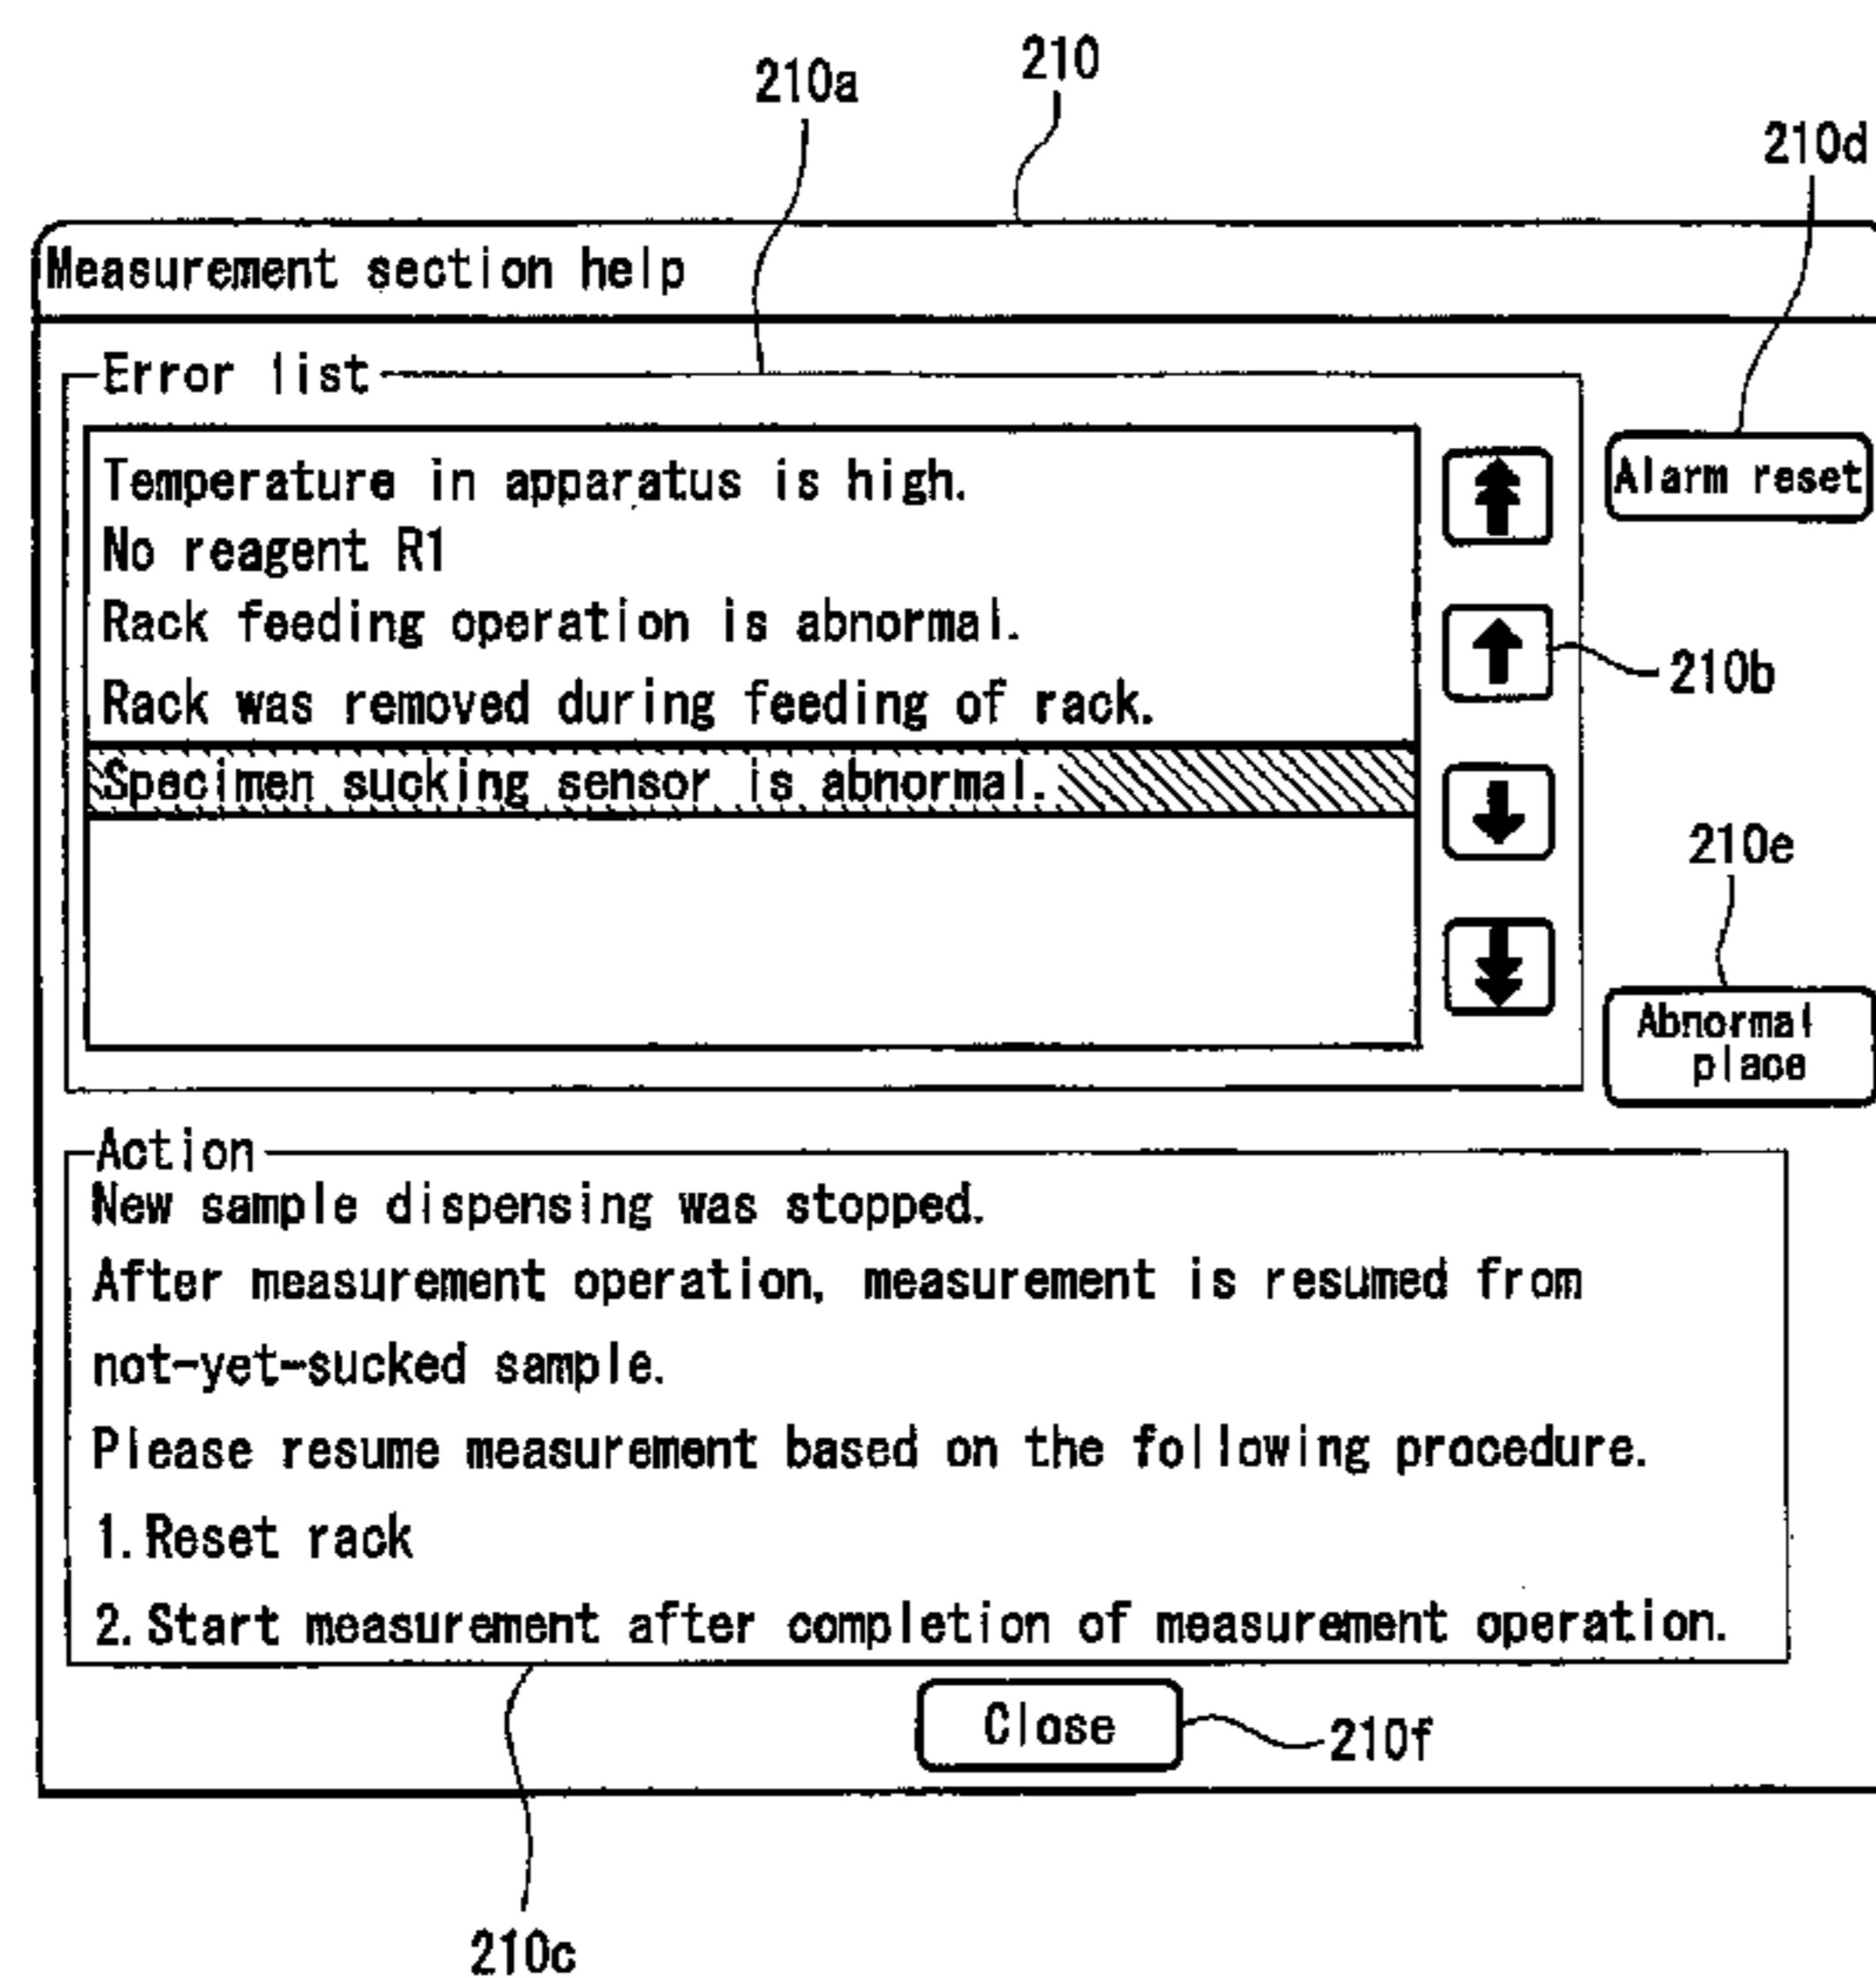 210a
210
210d
Measurement section help
Error list
Temperature in apparatus is high.
No reagent R1
Rack feeding operation is abnormal.
Rack was removed during feeding of rack.
Specimen sucking sensor is abnormal.
Alarm reset
210b
210e
Abnormal
place
Action
New sample dispensing was stopped.
After measurement operation, measurement is resumed from
not-yet-sucked sample.
Please resume measurement based on the following procedure.
1.Reset rack
2.Start measurement after completion of measurement operation.
Close
210f
210c